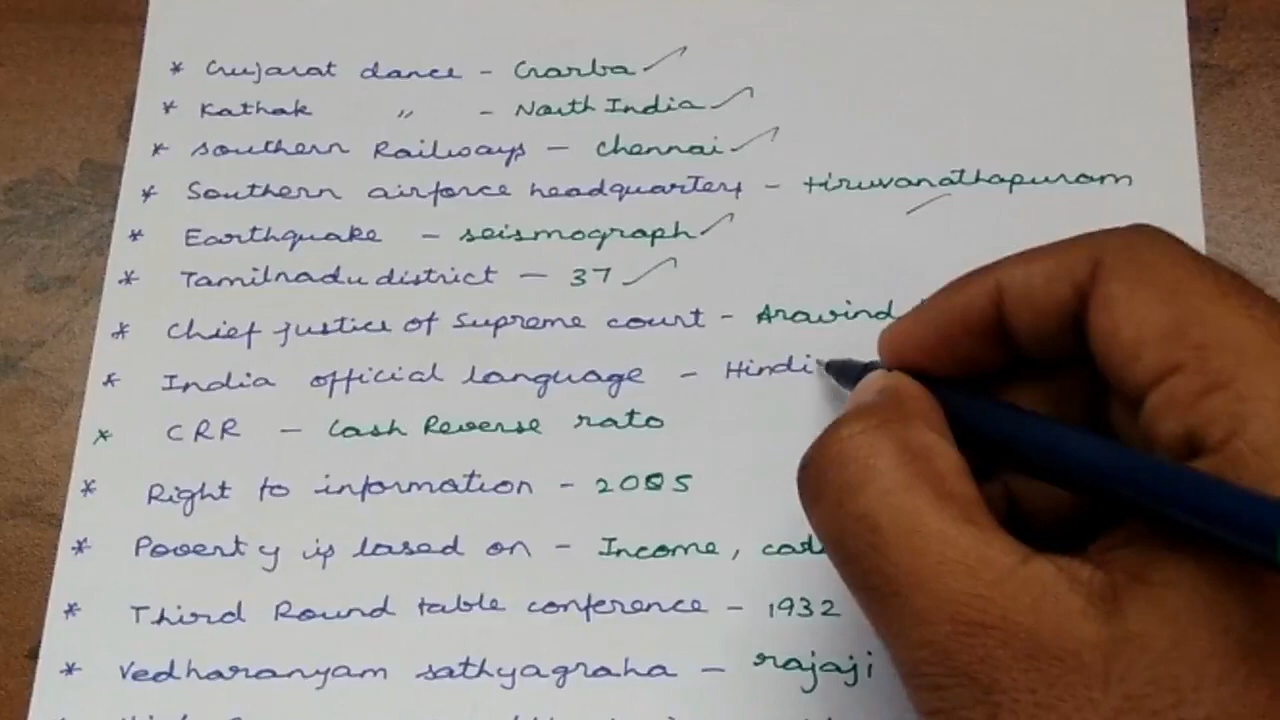 * Gujarat dance - Garba
* Kathak " - North India
* Southern Railways - Chennai
* Southern airforce headquarters - tiruvanathapuram
* Earthquake - seismograph
* Tamilnadu district - 37
* Chief justice of Supreme court - Aravind
* India official language - Hindi
* CRR - Cash Reverse rato
* Right to information - 2005
* Poverty is based on - Income,
* Third Round table conference - 1932
* Vedharanyam sathyagraha - rajaji